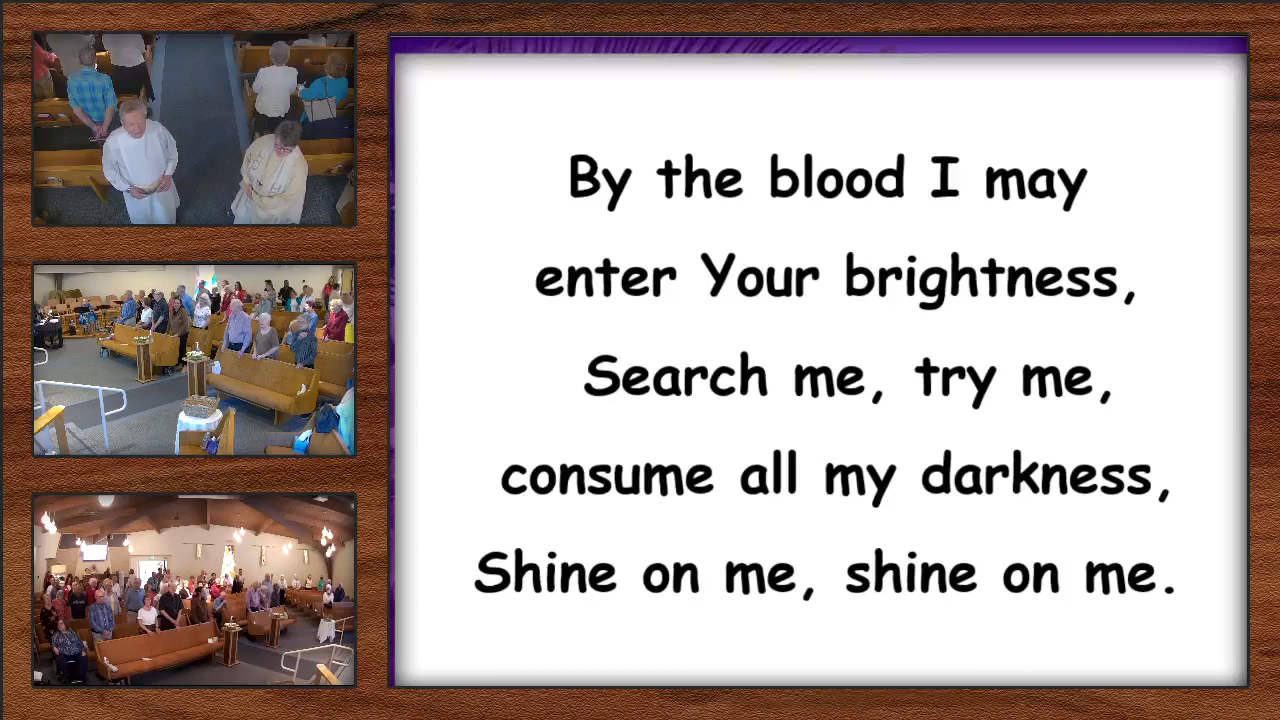 By the blood I may
enter Your brightness,
Search me, try me,
consume all my darkness,
Shine on me, shine on me.